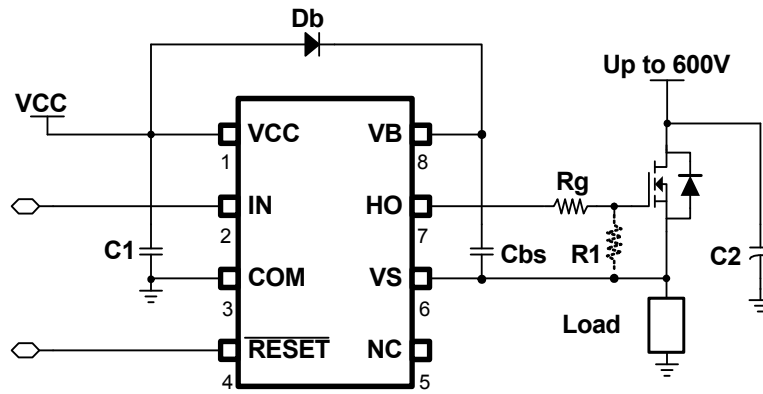 Db
Up to 600V
VCC
VCC
VB
1
8
IN
HO
Rg
2
7
C1
COM
VS
Cbs
R1
C2
3
6
Load
RESET
NC
4
5